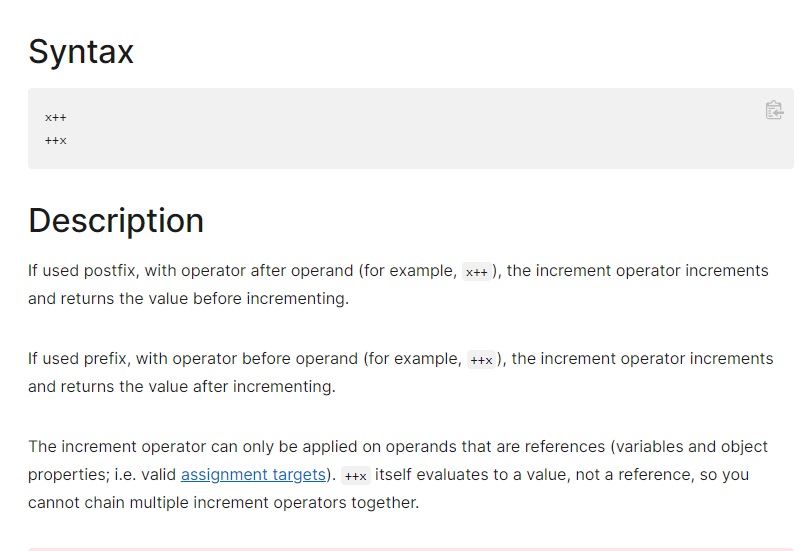 Syntax
x++
++x
Description
If used postfix, with operator after operand (for example, x++), the increment operator increments
and returns the value before incrementing.
If used prefix, with operator before operand (for example, ++x), the increment operator increments
and returns the value after incrementing.
The increment operator can only be applied on operands that are references (variables and object
properties; i.e. valid assignment targets). ++x itself evaluates to a value, not a reference, so you
cannot chain multiple increment operators together.